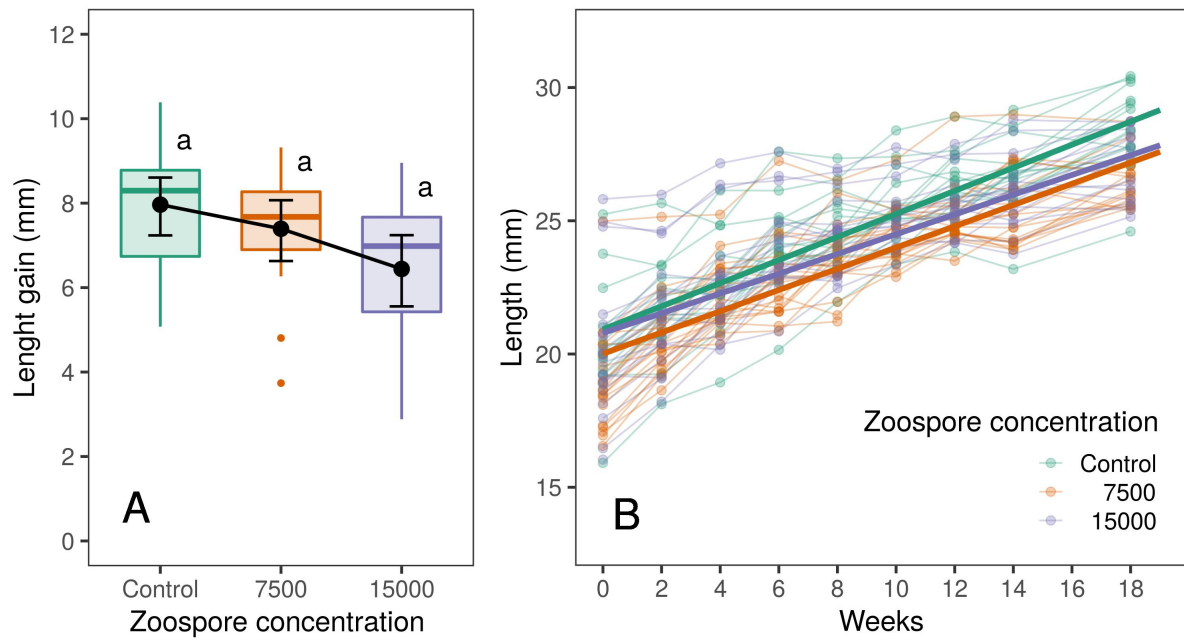 12
10
8
6
4
2
0
Lenght gain (mm)
a
a
a
A
Control 7500 15000
Zoospore concentration
30
25
20
15
Length (mm)
Zoospore concentration
Control
7500
15000
B
0 2 4 6 8 10 12 14 16 18
Weeks